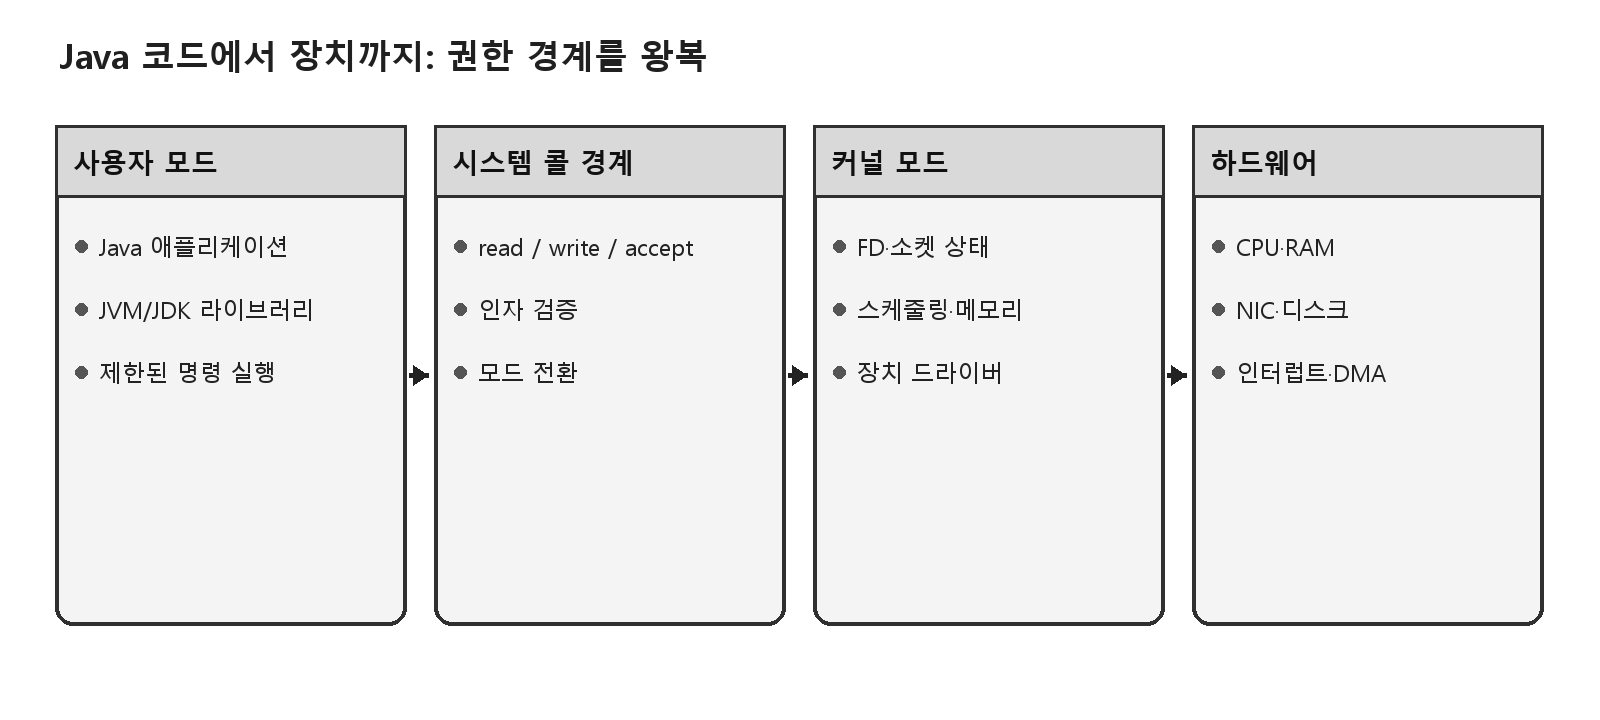 Java 코드에서 장치까지: 권한 경계를 왕복
사용자 모드
Java 애플리케이션
JVM/JDK 라이브러리
제한된 명령 실행
시스템 콜 경계
read / write / accept
인자 검증
모드 전환
커널 모드
FD·소켓 상태
스케줄링·메모리
장치 드라이버
하드웨어
CPU·RAM
NIC·디스크
인터럽트·DMA